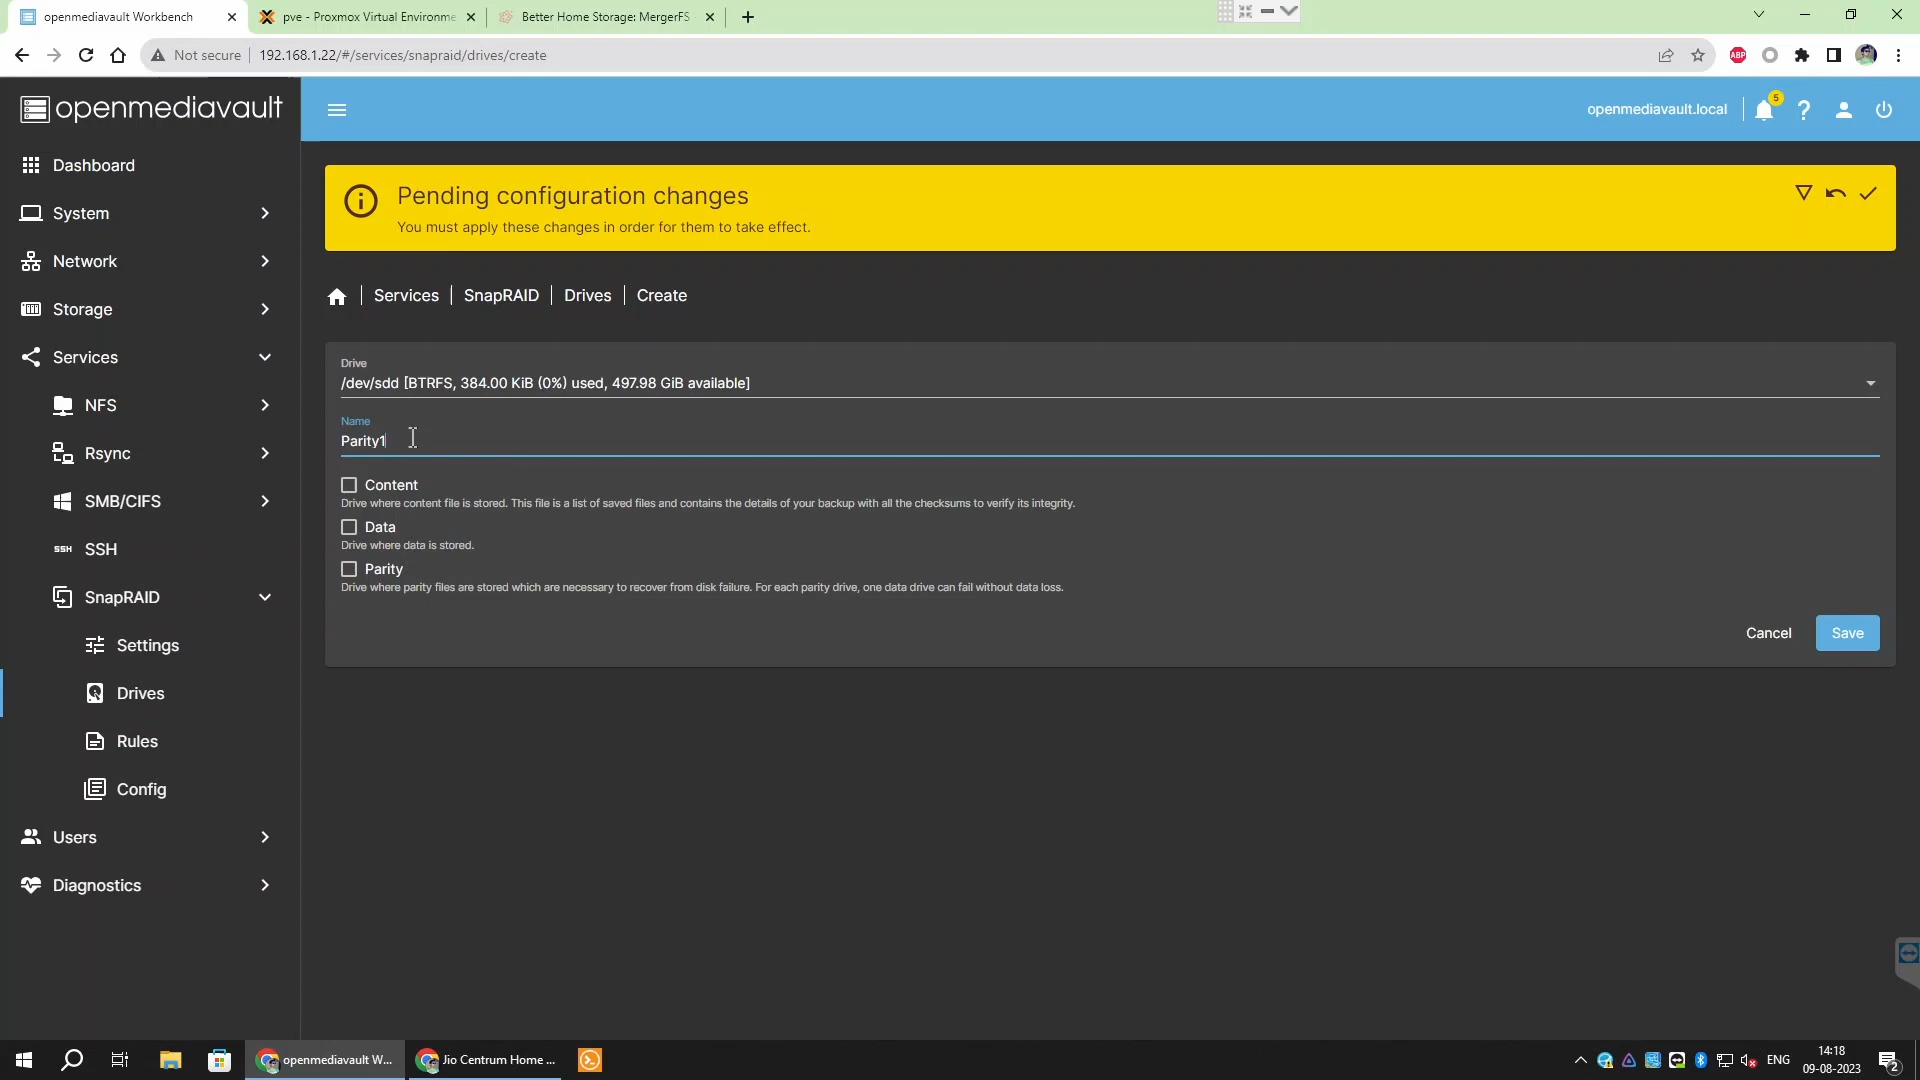 openmediavault Workbench
pve - Proxmox Virtual Environme
Better Home Storage: MergerFS
Not secure
192.168.1.22/#/services/snapraid/drives/create
ABP
openmediavault
openmediavault.local
5
Dashboard
System
Network
Storage
Services
NFS
Rsync
SMB/CIFS
SSH SSH
SnapRAID
Settings
Drives
Rules
Config
Users
Diagnostics
Pending configuration changes
You must apply these changes in order for them to take effect.
Services | SnapRAID | Drives | Create
Drive
/dev/sdd [BTRFS, 384.00 KiB (0%) used, 497.98 GiB available]
Name
Parity1
Content
Drive where content file is stored. This file is a list of saved files and contains the details of your backup with all the checksums to verify its integrity.
Data
Drive where data is stored.
Parity
Drive where parity files are stored which are necessary to recover from disk failure. For each parity drive, one data drive can fail without data loss.
Cancel
Save
openmediavault W...
Jio Centrum Home ...
ENG
14:18
09-08-2023
2